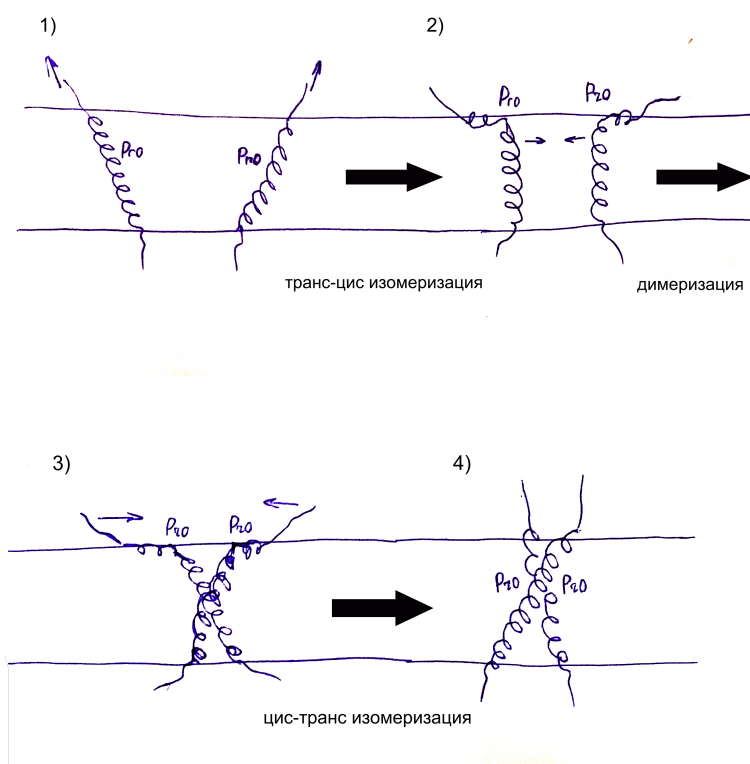 1)
2)
Pro
Pro
Pro
Pro
транс-цис изомеризация
димеризация
3)
4)
Pro
Pro
Pro
Pro
цис-транс изомеризация